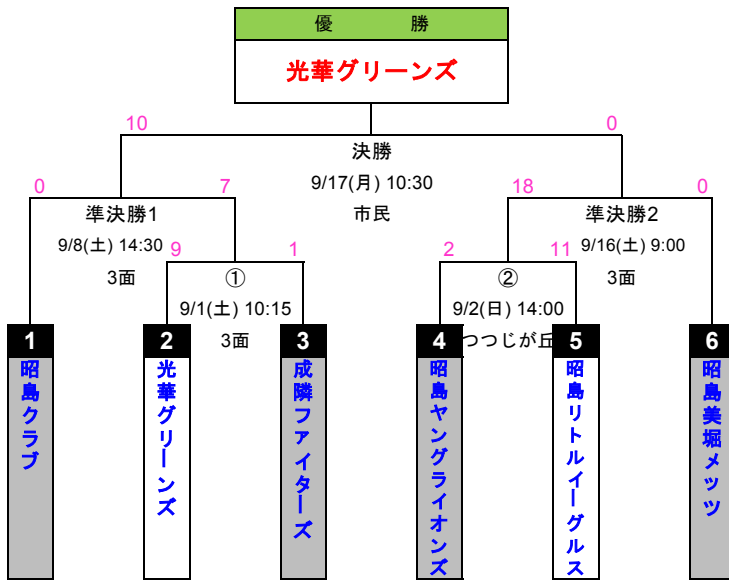 優 勝
光華グリーンズ
10
0
決勝
9/17(月) 10:30
市民
0
7
18
0
準決勝1
9/8(土) 14:30
3面
準決勝2
9/16(土) 9:00
3面
9
1
2
11
①
9/1(土) 10:15
3面
②
9/2(日) 14:00
つつじが丘
1
昭島クラブ
2
光華グリーンズ
3
成隣ファイターズ
4
昭島ヤングライオンズ
5
昭島リトルイーグルス
6
昭島美堀メッツ